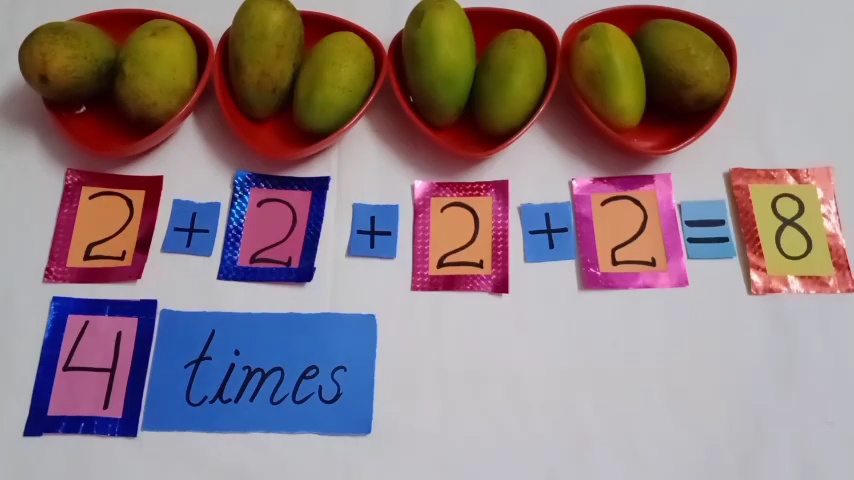 2 + 2 + 2 + 2 = 8
4 times